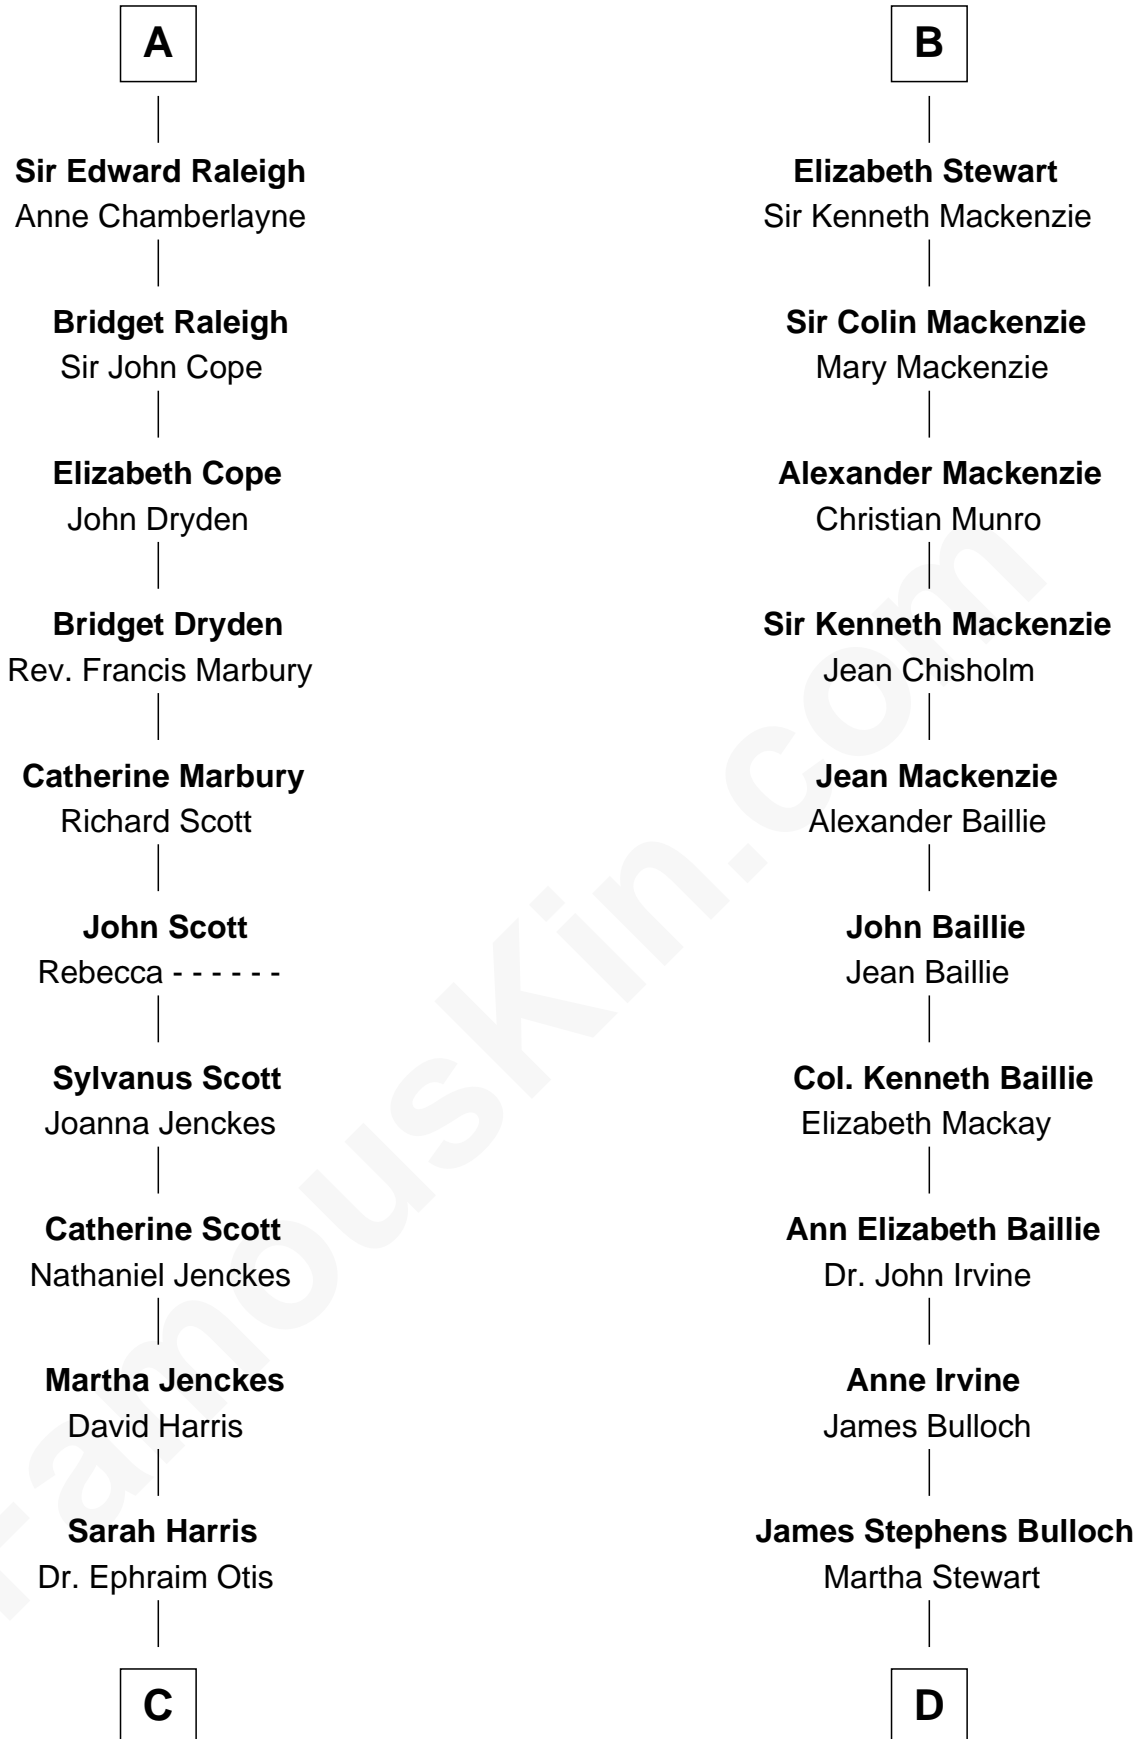 A
Sir Edward Raleigh
Anne Chamberlayne
Bridget Raleigh
Sir John Cope
Elizabeth Cope
John Dryden
Bridget Dryden
Rev. Francis Marbury
Catherine Marbury
Richard Scott
John Scott
Rebecca - - - - - -
Sylvanus Scott
Joanna Jenckes
Catherine Scott
Nathaniel Jenckes
Martha Jenckes
David Harris
Sarah Harris
Dr. Ephraim Otis
C
B
Elizabeth Stewart
Sir Kenneth Mackenzie
Sir Colin Mackenzie
Mary Mackenzie
Alexander Mackenzie
Christian Munro
Sir Kenneth Mackenzie
Jean Chisholm
Jean Mackenzie
Alexander Baillie
John Baillie
Jean Baillie
Col. Kenneth Baillie
Elizabeth Mackay
Ann Elizabeth Baillie
Dr. John Irvine
Anne Irvine
James Bulloch
James Stephens Bulloch
Martha Stewart
D
FamousKin.com